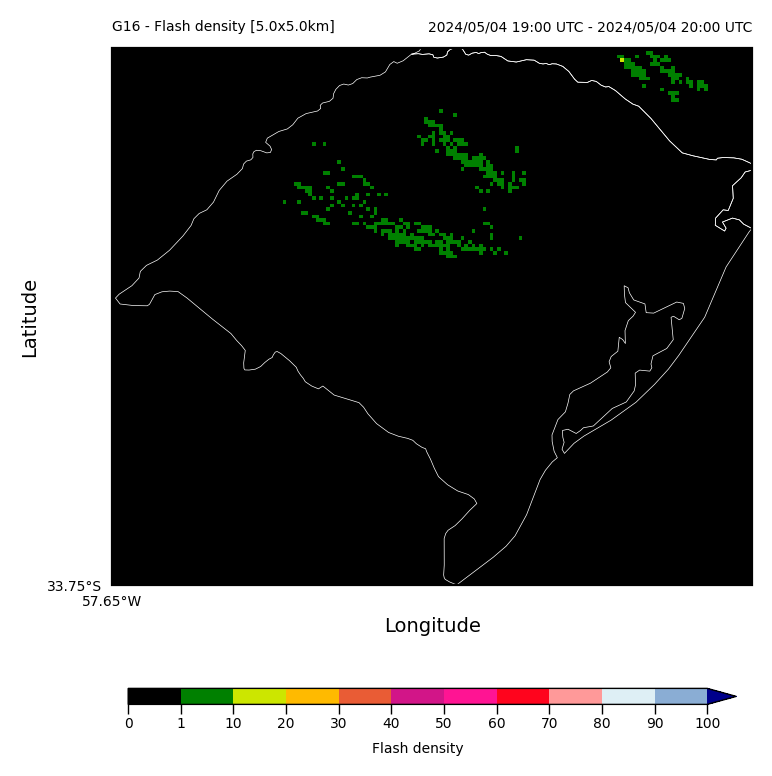 G16 - Flash density [5.0x5.0km]
2024/05/04 19:00 UTC - 2024/05/04 20:00 UTC
Latitude
33.75°S
57.65°W
Longitude
0 1 10 20 30 40 50 60 70 80 90 100
Flash density